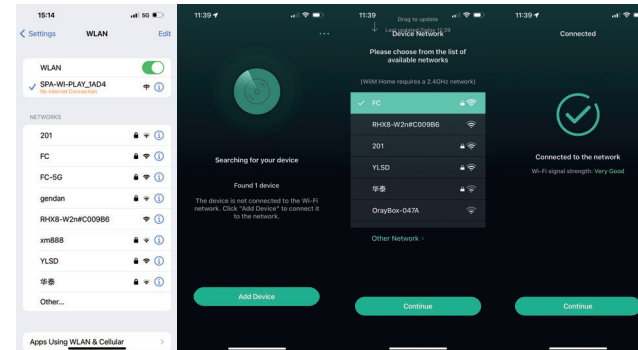 15:14
5G
Settings
WLAN
Edit
WLAN
SPA-WI-PLAY_1AD4
No Internet Connection
NETWORKS
201
FC
FC-5G
gendan
RHX8-W2n#C009B6
xm888
YLSD
华泰
Other...
Apps Using WLAN & Cellular
11:39
Searching for your device
Found 1 device
The device is not connected to the Wi-Fi
network. Click "Add Device" to connect it
to the network.
Add Device
11:39
Drag to update
Device Network
Please choose from the list of
available networks
(WiiM Home requires a 2.4GHz network)
FC
RHX8-W2n#C009B6
201
YLSD
华泰
OrayBox-047A
Other Network
Continue
11:39
Connected
Connected to the network
Wi-Fi signal strength: Very Good
Continue